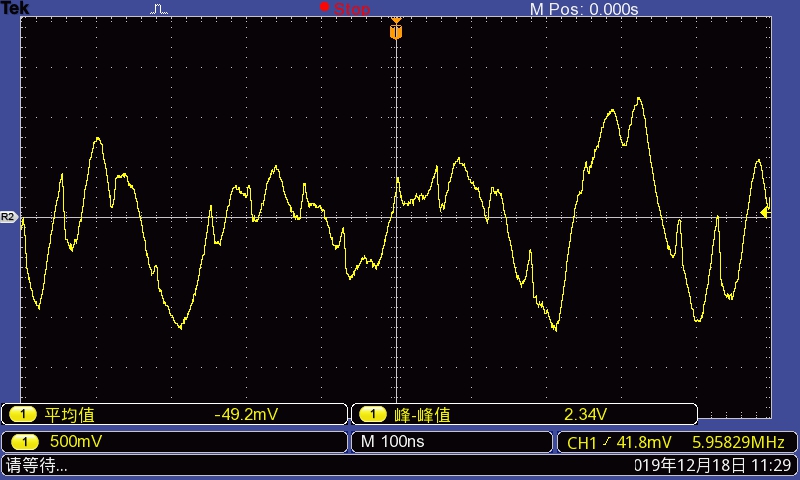 Tek Stop M Pos: 0.000s
T
R2
1 平均值 -49.2mV 1 峰-峰值 2.34V
1 500mV M 100ns CH1 41.8mV 5.95829MHz
请等待... 019年12月18日 11:29